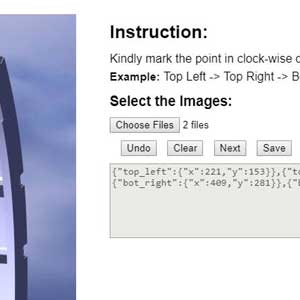 Instruction:
Kindly mark the point in clock-wise
Example: Top Left -> Top Right ->
Select the Images:
Choose Files 2 files
Undo Clear Next Save
{"top_left":{"x":221,"y":153}},{"to
{"bot_right":{"x":409,"y":281}},{"